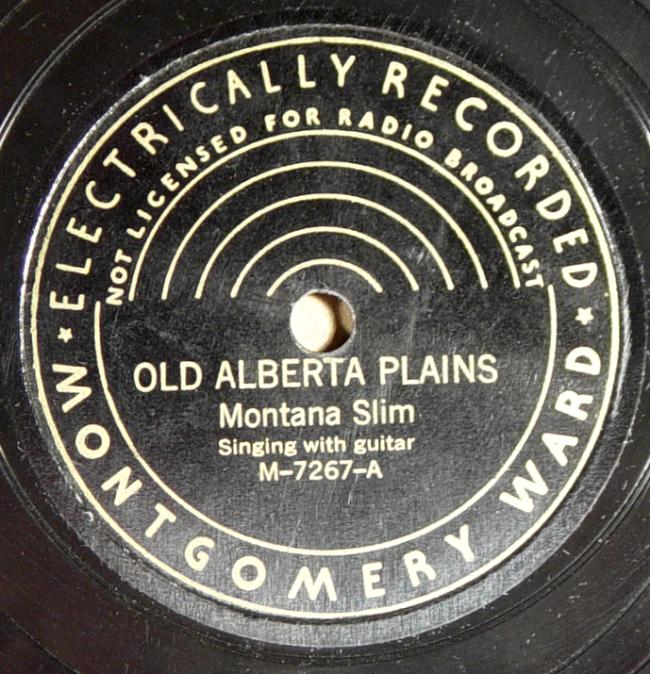 ★ ELECTRICALLY RECORDED ★
NOT LICENSED FOR RADIO BROADCAST
OLD ALBERTA PLAINS
Montana Slim
Singing with guitar
M-7267-A
MONTGOMERY WARD